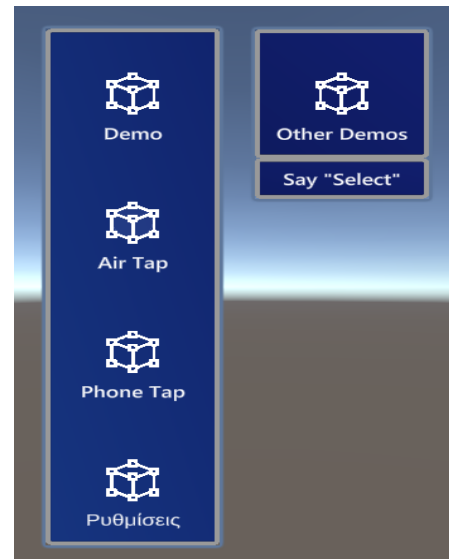 Demo
Air Tap
Phone Tap
Ρυθμίσεις
Other Demos
Say "Select"